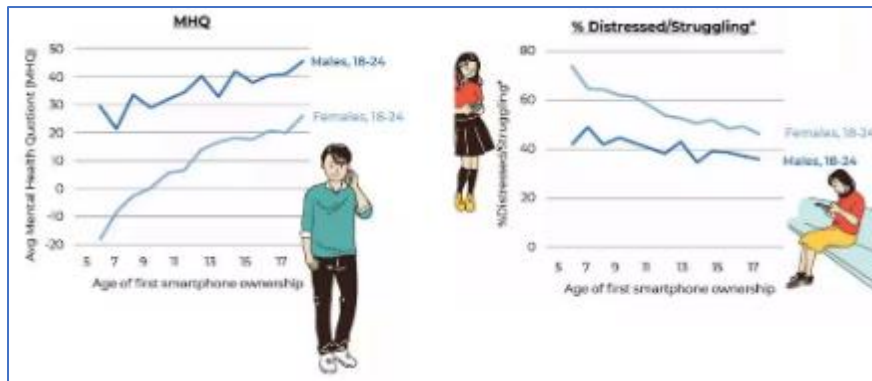 MHQ
Avg Mental Health Quotient (MHQ)
50
40
30
20
10
0
-10
-20
Males, 18-24
Females, 18-24
5 7 9 11 13 15 17
Age of first smartphone ownership
% Distressed/Struggling*
%Distressed/Struggling*
80
60
40
20
0
Females, 18-24
Males, 18-24
5 7 9 11 13 15 17
Age of first smartphone ownership